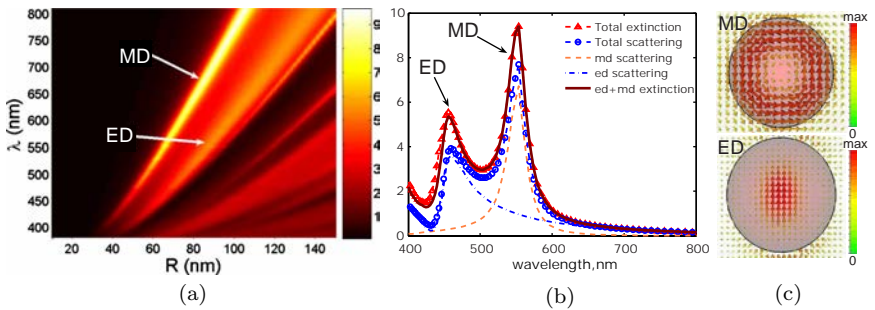 800
750
700
650
600
550
500
450
400
λ (nm)
20 40 60 80 100 120 140
R (nm)
MD
ED
9
8
7
6
5
4
3
2
1
(a)
10
8
6
4
2
0
400 500 600 700 800
wavelength,nm
ED
MD
Total extinction
Total scattering
md scattering
ed scattering
ed+md extinction
(b)
MD
max
0
ED
max
0
(c)